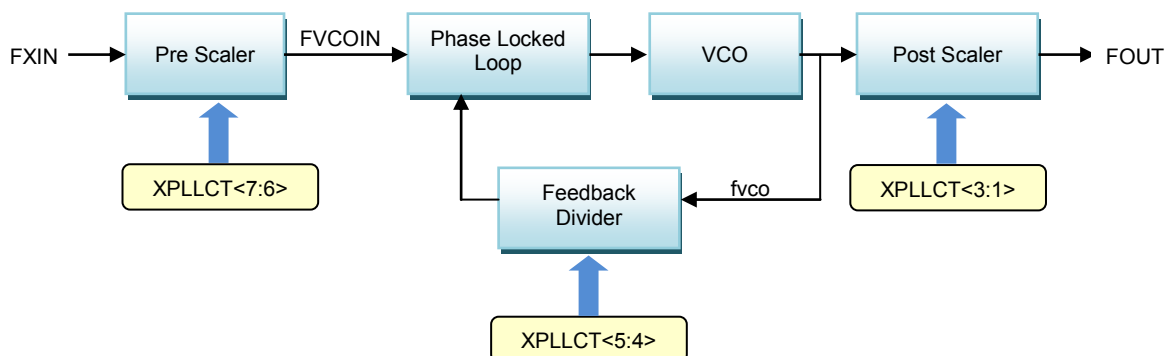 FXIN
Pre Scaler
FVCOIN
Phase Locked
Loop
VCO
Post Scaler
FOUT
XPLLCT<7:6>
Feedback
Divider
fvco
XPLLCT<3:1>
XPLLCT<5:4>